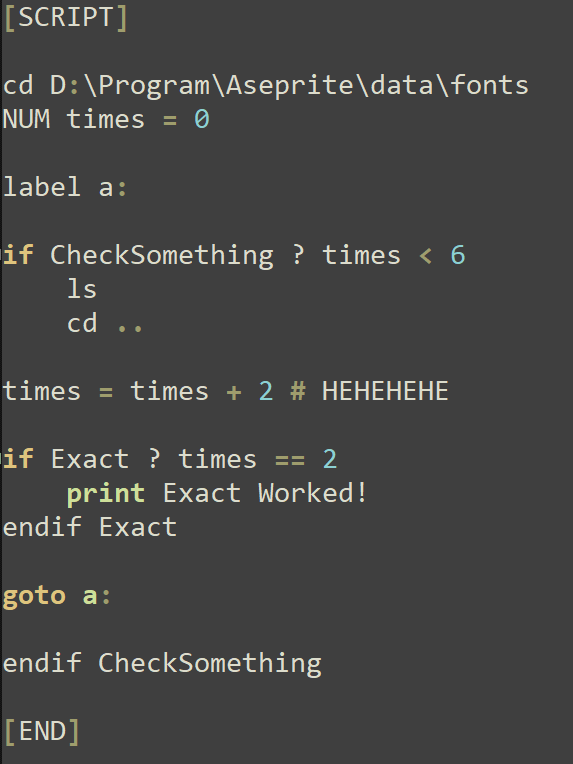 [SCRIPT]
cd D:\Program\Aseprite\data\fonts
NUM times = 0
label a:
if CheckSomething ? times < 6
ls
cd ..
times = times + 2 # HEHEHEHE
if Exact ? times == 2
print Exact Worked!
endif Exact
goto a:
endif CheckSomething
[END]